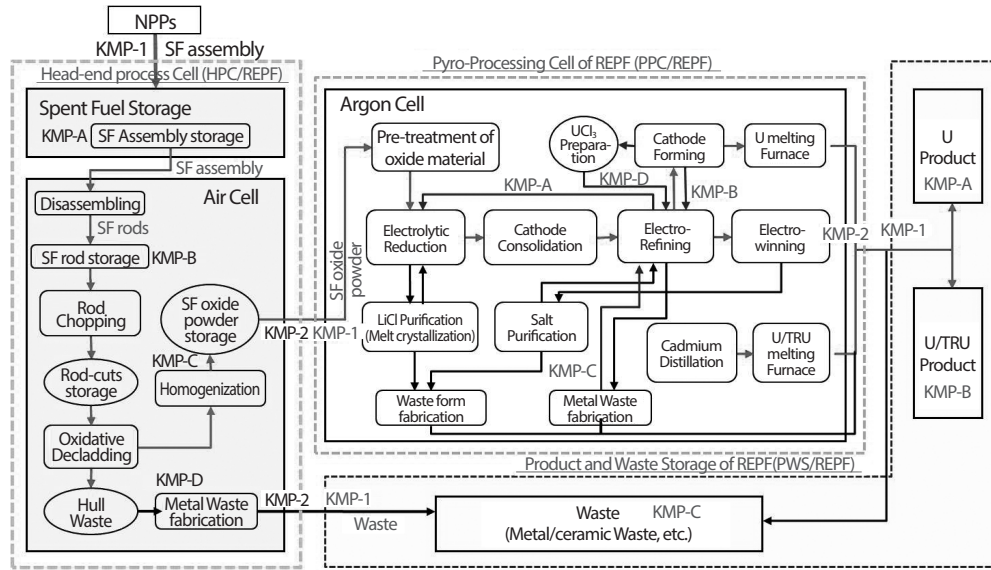 NPPs
KMP-1 SF assembly
Head-end process Cell (HPC/REPF)
Spent Fuel Storage
KMP-A SF Assembly storage
SF assembly
Air Cell
Disassembling
SF rods
SF rod storage KMP-B
Rod
Chopping
SF oxide
powder
storage
KMP-C
Rod-cuts
storage
Homogenization
Oxidative
Decladding
KMP-D
Hull
Waste
Metal Waste
fabrication
KMP-2 KMP-1
Waste
KMP-2 KMP-1
SF oxide
powder
Pyro-Processing Cell of REPF (PPC/REPF)
Argon Cell
Pre-treatment of
oxide material
UCl₃
Prepara-
tion
Cathode
Forming
U melting
Furnace
KMP-A
KMP-D
KMP-B
Electrolytic
Reduction
Cathode
Consolidation
Electro-
Refining
Electro-
winning
LiCl Purification
(Melt crystallization)
Salt
Purification
KMP-C
Cadmium
Distillation
U/TRU
melting
Furnace
Waste form
fabrication
Metal Waste
fabrication
KMP-2 KMP-1
U
Product
KMP-A
U/TRU
Product
KMP-B
Product and Waste Storage of REPF(PWS/REPF)
Waste KMP-C
(Metal/ceramic Waste, etc.)